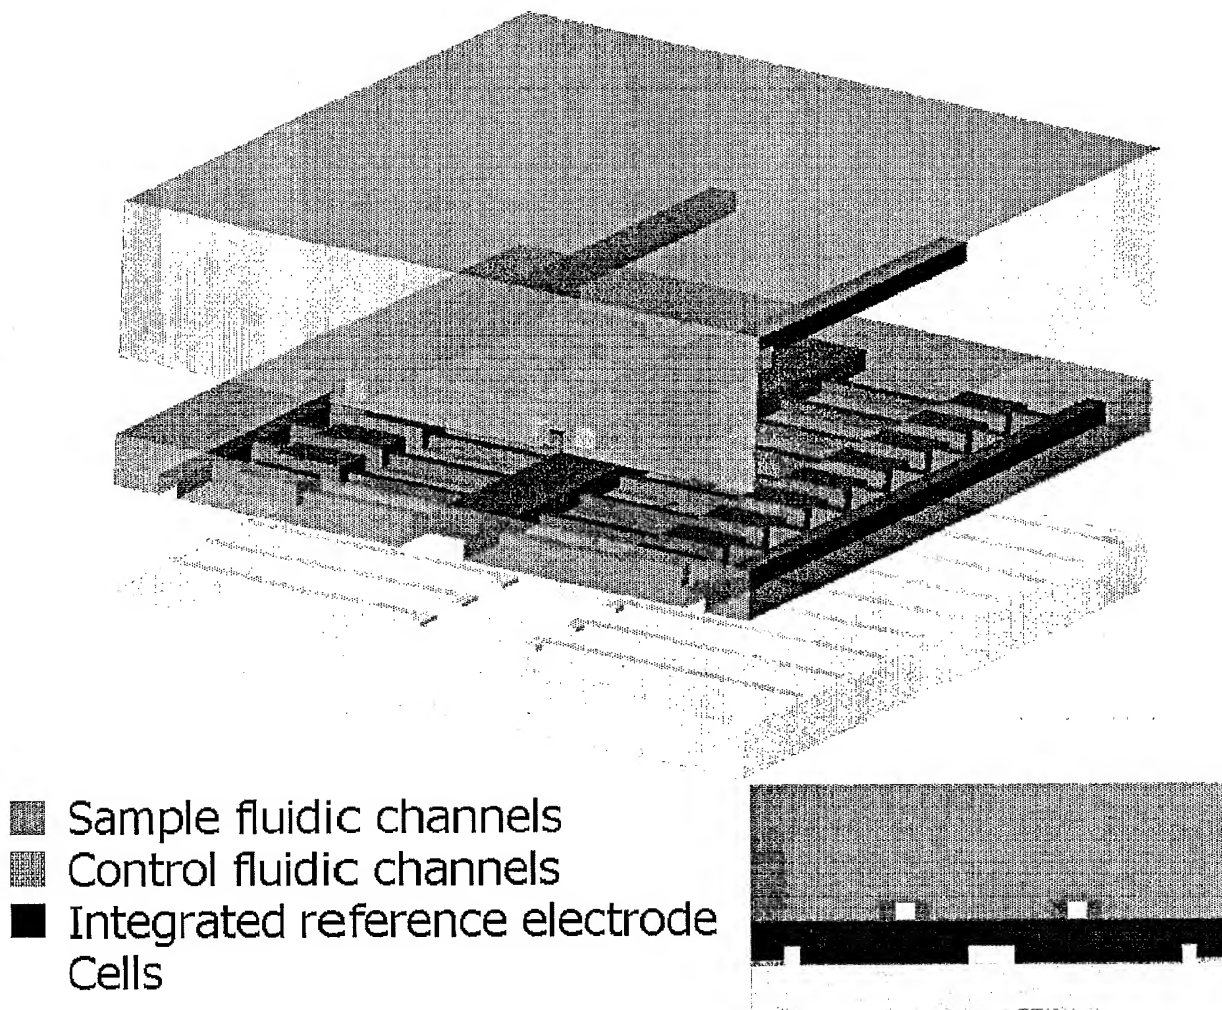 Sample fluidic channels
Control fluidic channels
Integrated reference electrode
Cells